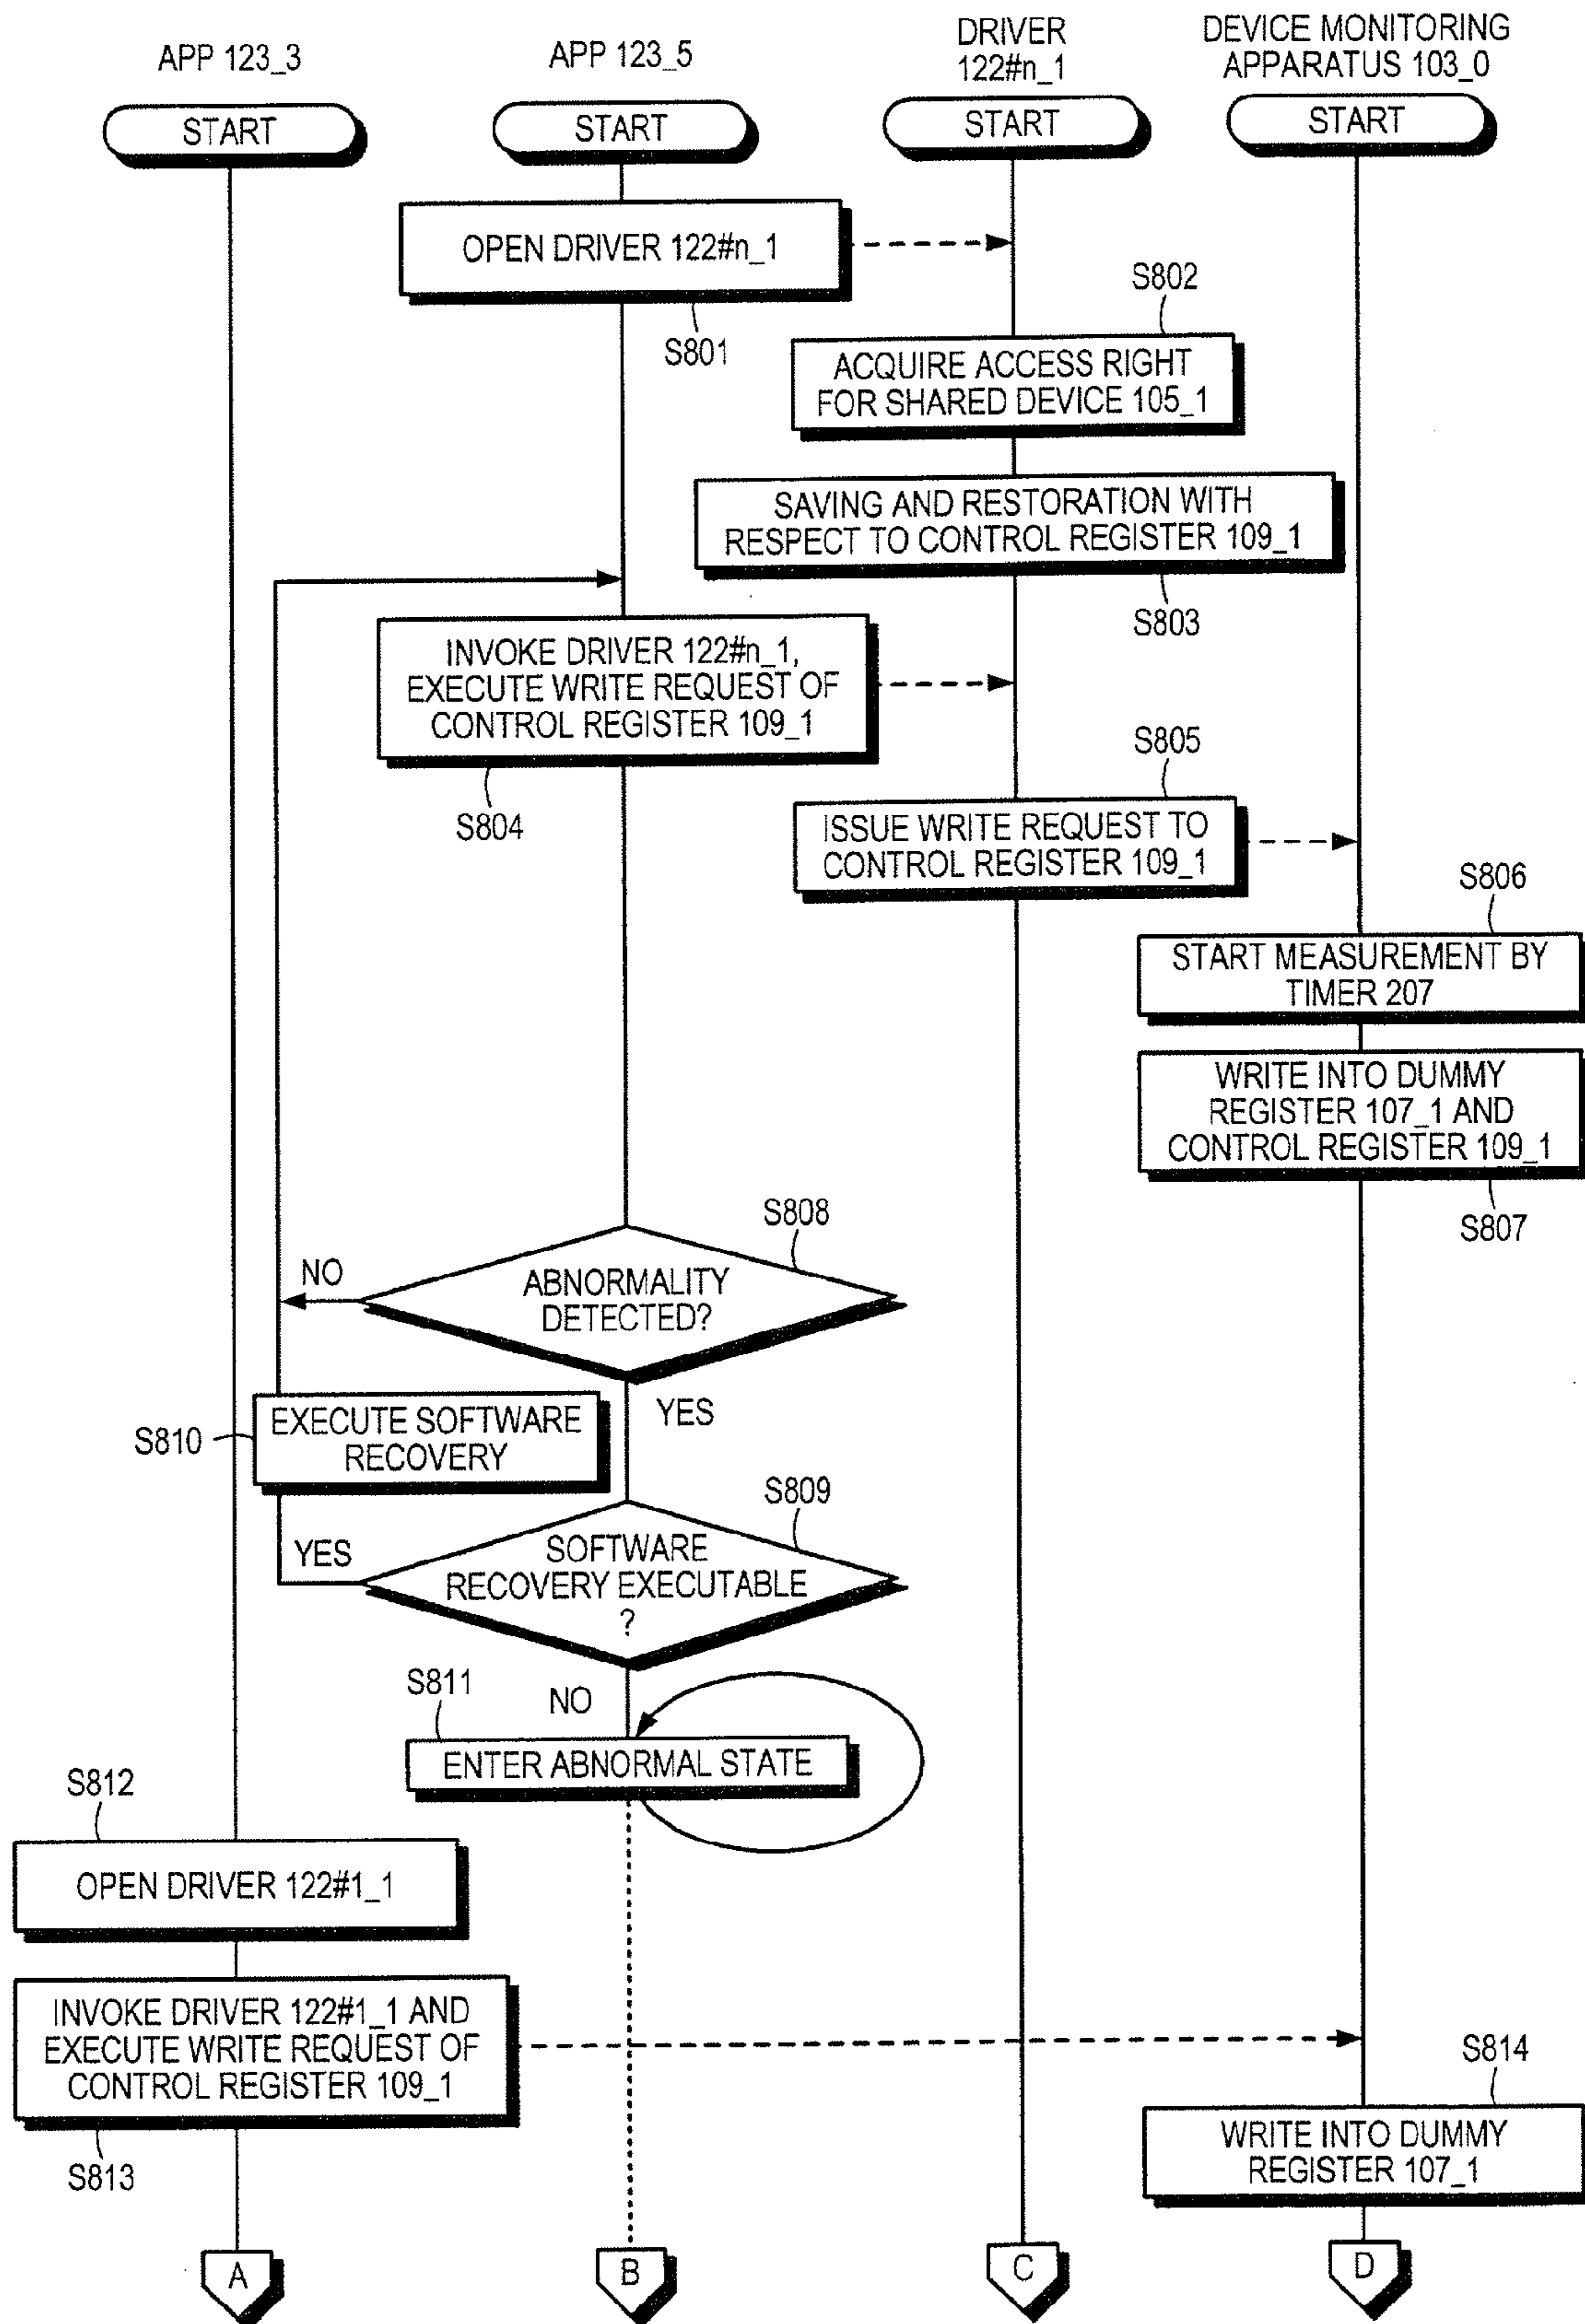 APP 123_3
APP 123_5
DRIVER
122#n_1
DEVICE MONITORING
APPARATUS 103_0
START
START
START
START
OPEN DRIVER 122#n_1
S801
S802
ACQUIRE ACCESS RIGHT
FOR SHARED DEVICE 105_1
SAVING AND RESTORATION WITH
RESPECT TO CONTROL REGISTER 109_1
S803
INVOKE DRIVER 122#n_1,
EXECUTE WRITE REQUEST OF
CONTROL REGISTER 109_1
S804
S805
ISSUE WRITE REQUEST TO
CONTROL REGISTER 109_1
S806
START MEASUREMENT BY
TIMER 207
WRITE INTO DUMMY
REGISTER 107_1 AND
CONTROL REGISTER 109_1
S807
S808
NO
ABNORMALITY
DETECTED?
YES
S810
EXECUTE SOFTWARE
RECOVERY
S809
YES
SOFTWARE
RECOVERY EXECUTABLE
?
NO
S811
ENTER ABNORMAL STATE
S812
OPEN DRIVER 122#1_1
INVOKE DRIVER 122#1_1 AND
EXECUTE WRITE REQUEST OF
CONTROL REGISTER 109_1
S813
S814
WRITE INTO DUMMY
REGISTER 107_1
A
B
C
D